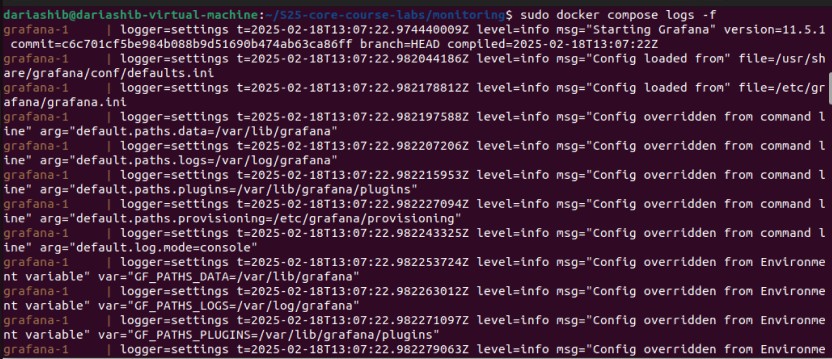 dariashib@dariashib-virtual-machine:~/S25-core-course-labs/monitoring$ sudo docker compose logs -f
grafana-1     | logger=settings t=2025-02-18T13:07:22.974440009Z level=info msg="Starting Grafana" version=11.5.1
 commit=c6c701cf5be984b088b9d51690b474ab63ca86ff branch=HEAD compiled=2025-02-18T13:07:22Z
grafana-1     | logger=settings t=2025-02-18T13:07:22.982044186Z level=info msg="Config loaded from" file=/usr/sh
are/grafana/conf/defaults.ini
grafana-1     | logger=settings t=2025-02-18T13:07:22.982178812Z level=info msg="Config loaded from" file=/etc/gr
afana/grafana.ini
grafana-1     | logger=settings t=2025-02-18T13:07:22.982197588Z level=info msg="Config overridden from command l
ine" arg="default.paths.data=/var/lib/grafana"
grafana-1     | logger=settings t=2025-02-18T13:07:22.982207206Z level=info msg="Config overridden from command l
ine" arg="default.paths.logs=/var/log/grafana"
grafana-1     | logger=settings t=2025-02-18T13:07:22.982215953Z level=info msg="Config overridden from command l
ine" arg="default.paths.plugins=/var/lib/grafana/plugins"
grafana-1     | logger=settings t=2025-02-18T13:07:22.982227094Z level=info msg="Config overridden from command l
ine" arg="default.paths.provisioning=/etc/grafana/provisioning"
grafana-1     | logger=settings t=2025-02-18T13:07:22.982243325Z level=info msg="Config overridden from command l
ine" arg="default.log.mode=console"
grafana-1     | logger=settings t=2025-02-18T13:07:22.982253724Z level=info msg="Config overridden from Environme
nt variable" var="GF_PATHS_DATA=/var/lib/grafana"
grafana-1     | logger=settings t=2025-02-18T13:07:22.982263012Z level=info msg="Config overridden from Environme
nt variable" var="GF_PATHS_LOGS=/var/log/grafana"
grafana-1     | logger=settings t=2025-02-18T13:07:22.982271097Z level=info msg="Config overridden from Environme
nt variable" var="GF_PATHS_PLUGINS=/var/lib/grafana/plugins"
grafana-1     | logger=settings t=2025-02-18T13:07:22.982279063Z level=info msg="Config overridden from Environme